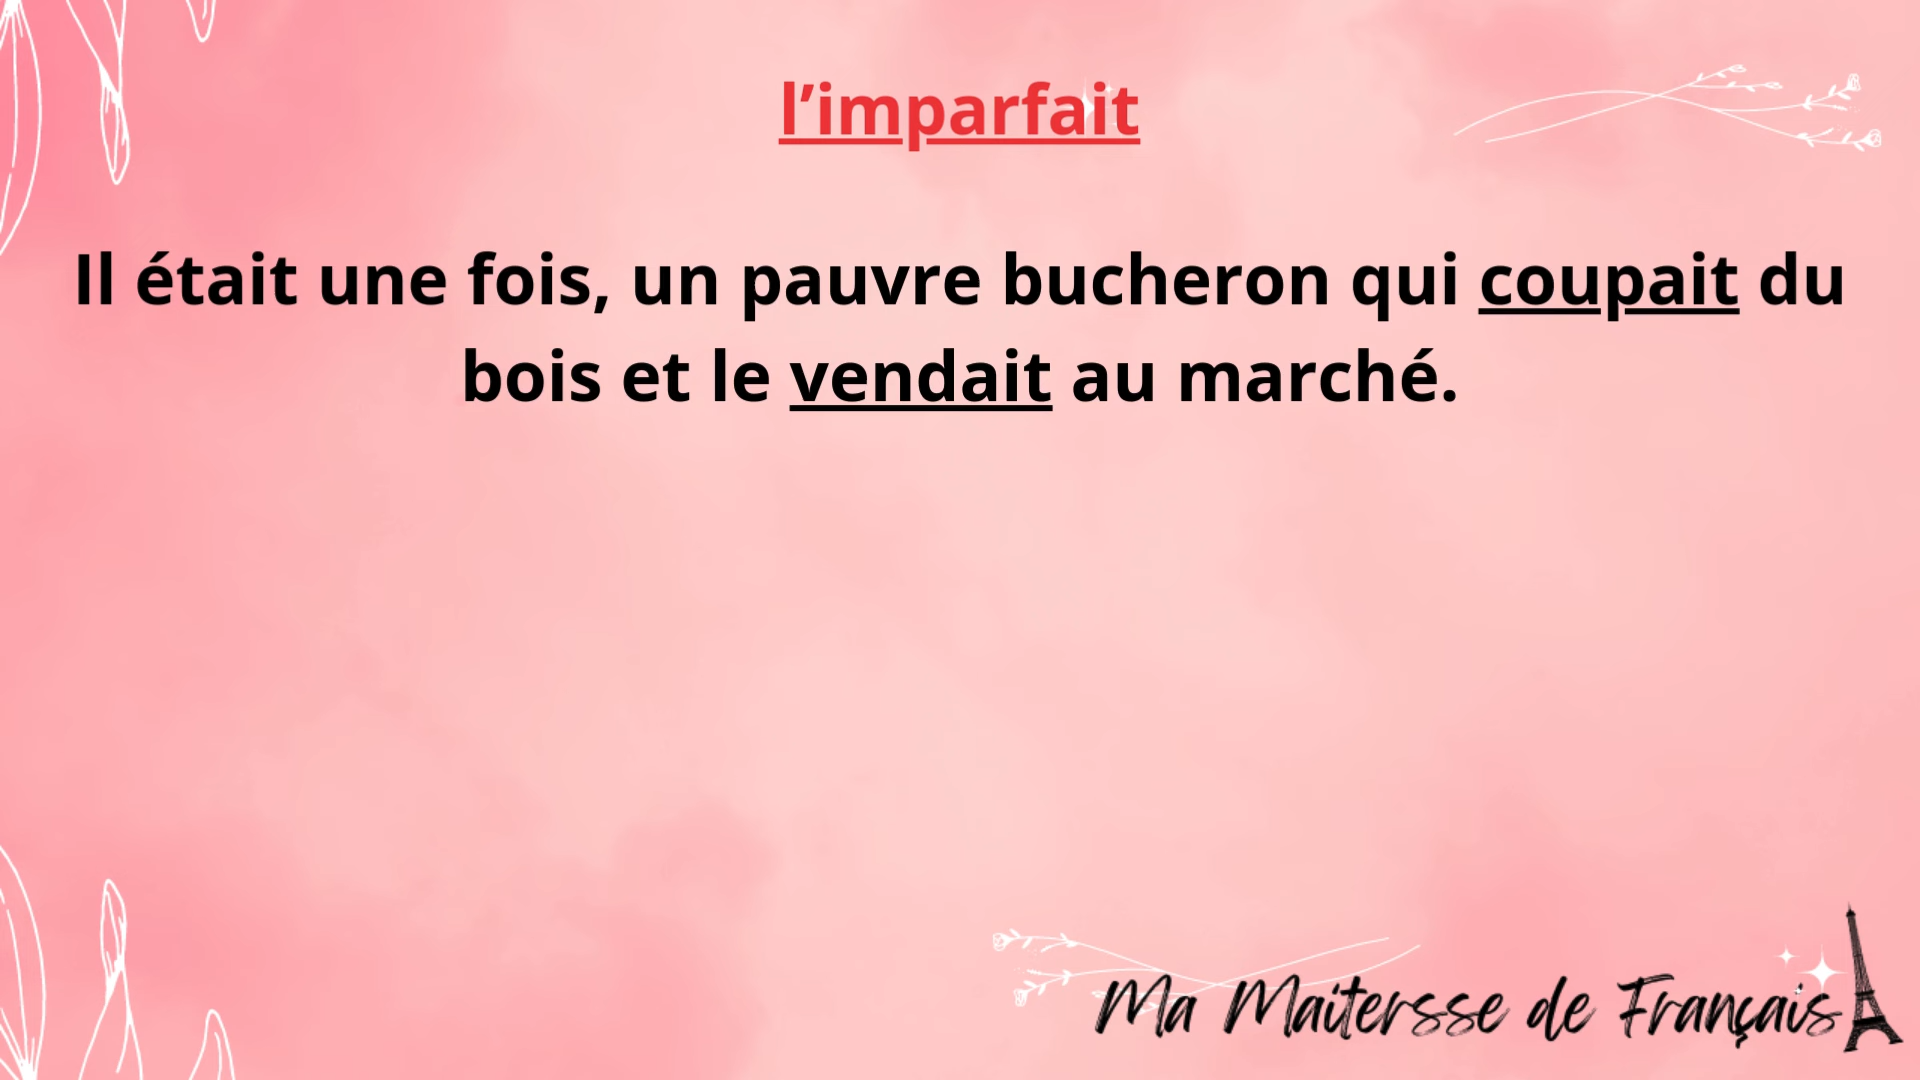 l’imparfait
Il était une fois, un pauvre bucheron qui coupait du
bois et le vendait au marché.
Ma Maitersse de Français